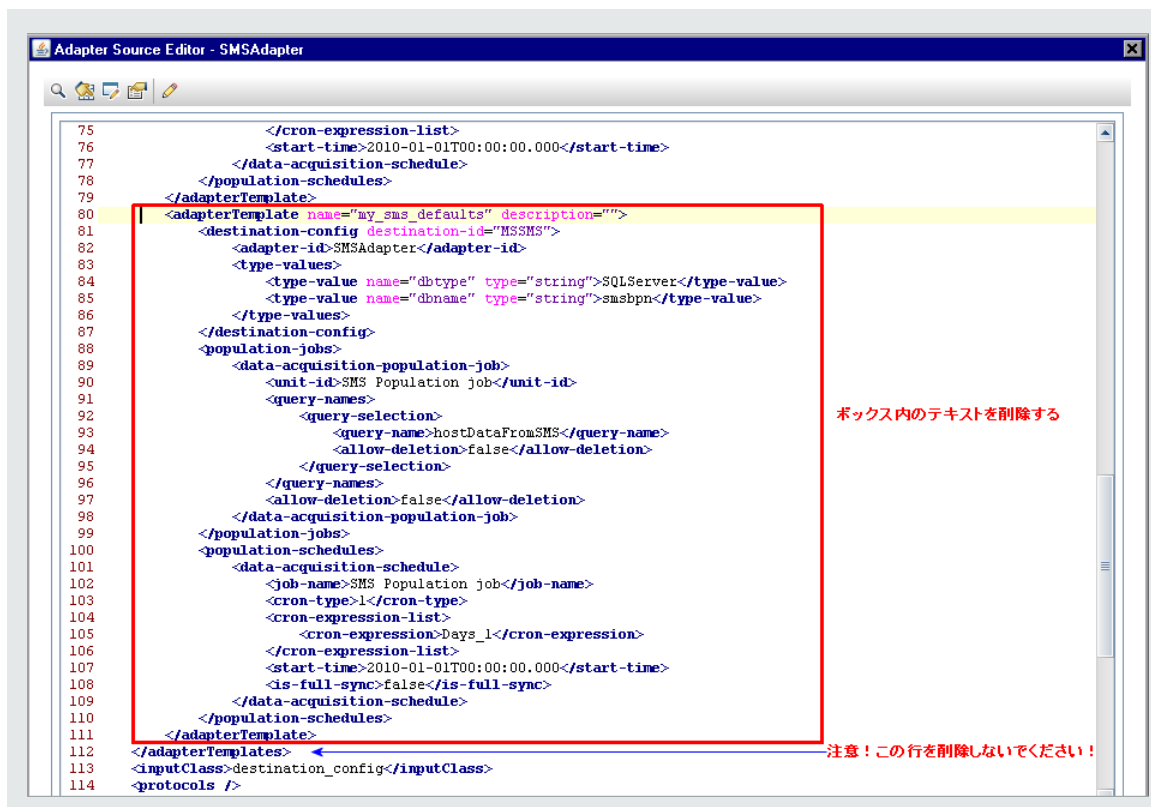 Adapter Source Editor - SMSAdapter
75 </cron-expression-list>
76 <start-time>2010-01-01T00:00:00.000</start-time>
77 </data-acquisition-schedule>
78 </population-schedules>
79 </adapterTemplate>
80 <adapterTemplate name="my_sms_defaults" description="">
81 <destination-config destination-id="MSSMS">
82 <adapter-id>SMSAdapter</adapter-id>
83 <type-values>
84 <type-value name="dbtype" type="string">SQLServer</type-value>
85 <type-value name="dbname" type="string">smsbpn</type-value>
86 </type-values>
87 </destination-config>
88 <population-jobs>
89 <data-acquisition-population-job>
90 <unit-id>SMS Population job</unit-id>
91 <query-names>
92 <query-selection>
ボックス内のテキストを削除する
93 <query-name>hostDataFromSMS</query-name>
94 <allow-deletion>false</allow-deletion>
95 </query-selection>
96 </query-names>
97 <allow-deletion>false</allow-deletion>
98 </data-acquisition-population-job>
99 </population-jobs>
100 <population-schedules>
101 <data-acquisition-schedule>
102 <job-name>SMS Population job</job-name>
103 <cron-type>1</cron-type>
104 <cron-expression-list>
105 <cron-expression>Days_1</cron-expression>
106 </cron-expression-list>
107 <start-time>2010-01-01T00:00:00.000</start-time>
108 <is-full-sync>false</is-full-sync>
109 </data-acquisition-schedule>
110 </population-schedules>
111 </adapterTemplate>
112 </adapterTemplates>
注意！この行を削除しないでください！
113 <inputClass>destination_config</inputClass>
114 <protocols />